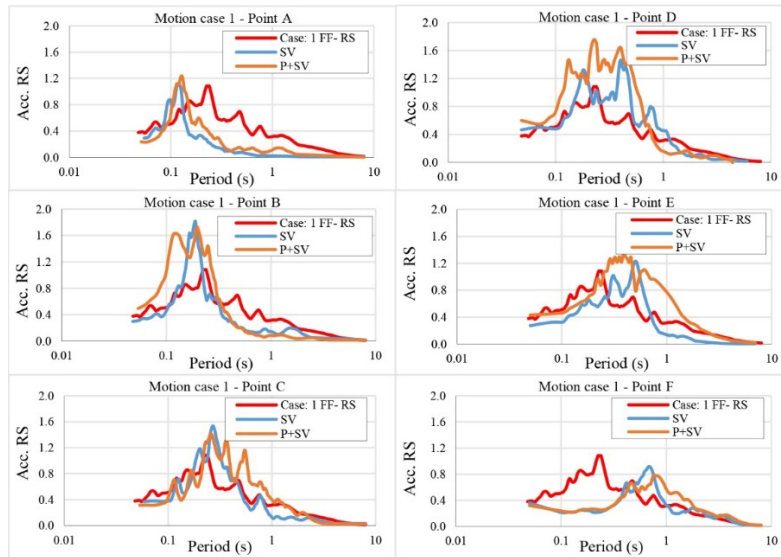 Motion case 1 - Point A
Acc. RS
2.0
1.6
1.2
0.8
0.4
0.0
Case: 1 FF- RS
SV
P+SV
0.01
0.1
1
10
Period (s)
Motion case 1 - Point D
Acc. RS
2.0
1.6
1.2
0.8
0.4
0.0
Case: 1 FF- RS
SV
P+SV
0.01
0.1
1
10
Period (s)
Motion case 1 - Point B
Acc. RS
2.0
1.6
1.2
0.8
0.4
0.0
Case: 1 FF- RS
SV
P+SV
0.01
0.1
1
10
Period (s)
Motion case 1 - Point E
Acc. RS
2.0
1.6
1.2
0.8
0.4
0.0
Case: 1 FF- RS
SV
P+SV
0.01
0.1
1
10
Period (s)
Motion case 1 - Point C
Acc. RS
2.0
1.6
1.2
0.8
0.4
0.0
Case: 1 FF- RS
SV
P+SV
0.01
0.1
1
10
Period (s)
Motion case 1 - Point F
Acc. RS
2.0
1.6
1.2
0.8
0.4
0.0
Case: 1 FF- RS
SV
P+SV
0.01
0.1
1
10
Period (s)